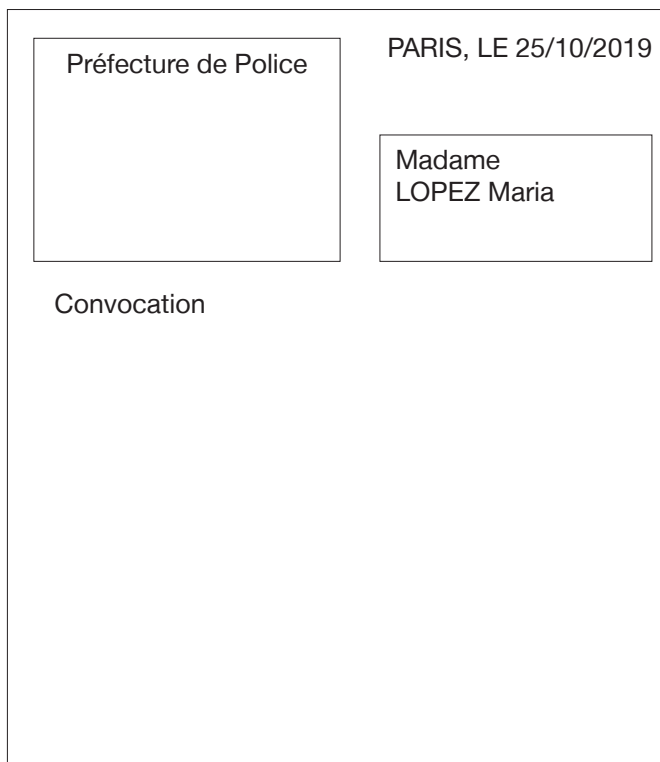 Préfecture de Police
PARIS, LE 25/10/2019
Madame
LOPEZ Maria
Convocation